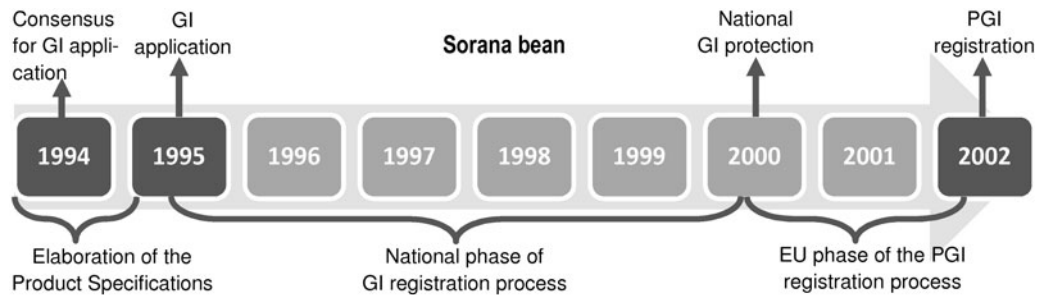 Consensus
for GI appli-
cation
GI
application
Sorana bean
National
GI protection
PGI
registration
1994
1995
1996
1997
1998
1999
2000
2001
2002
Elaboration of the
Product Specifications
National phase of
GI registration process
EU phase of the PGI
registration process